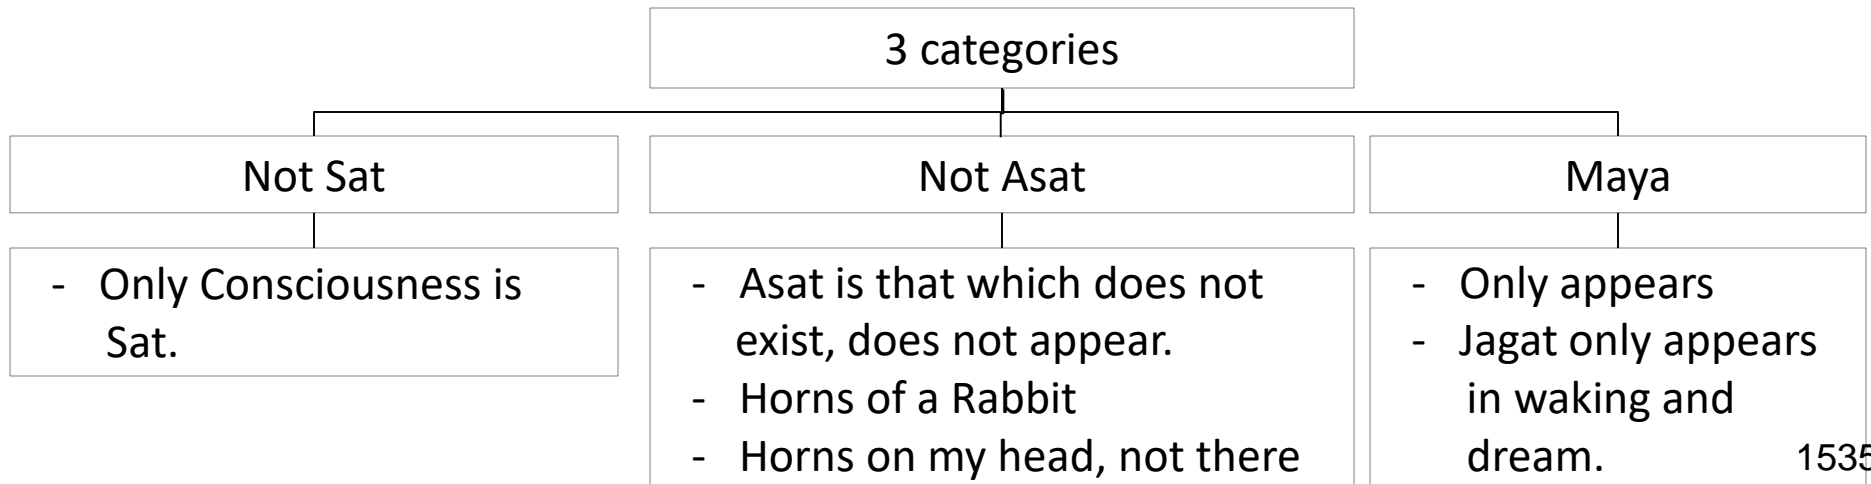 3 categories
Not Sat
Not Asat
Maya
- Only Consciousness is
Sat.
- Asat is that which does not
exist, does not appear.
- Horns of a Rabbit
- Horns on my head, not there
- Only appears
- Jagat only appears
in waking and
dream.
1535